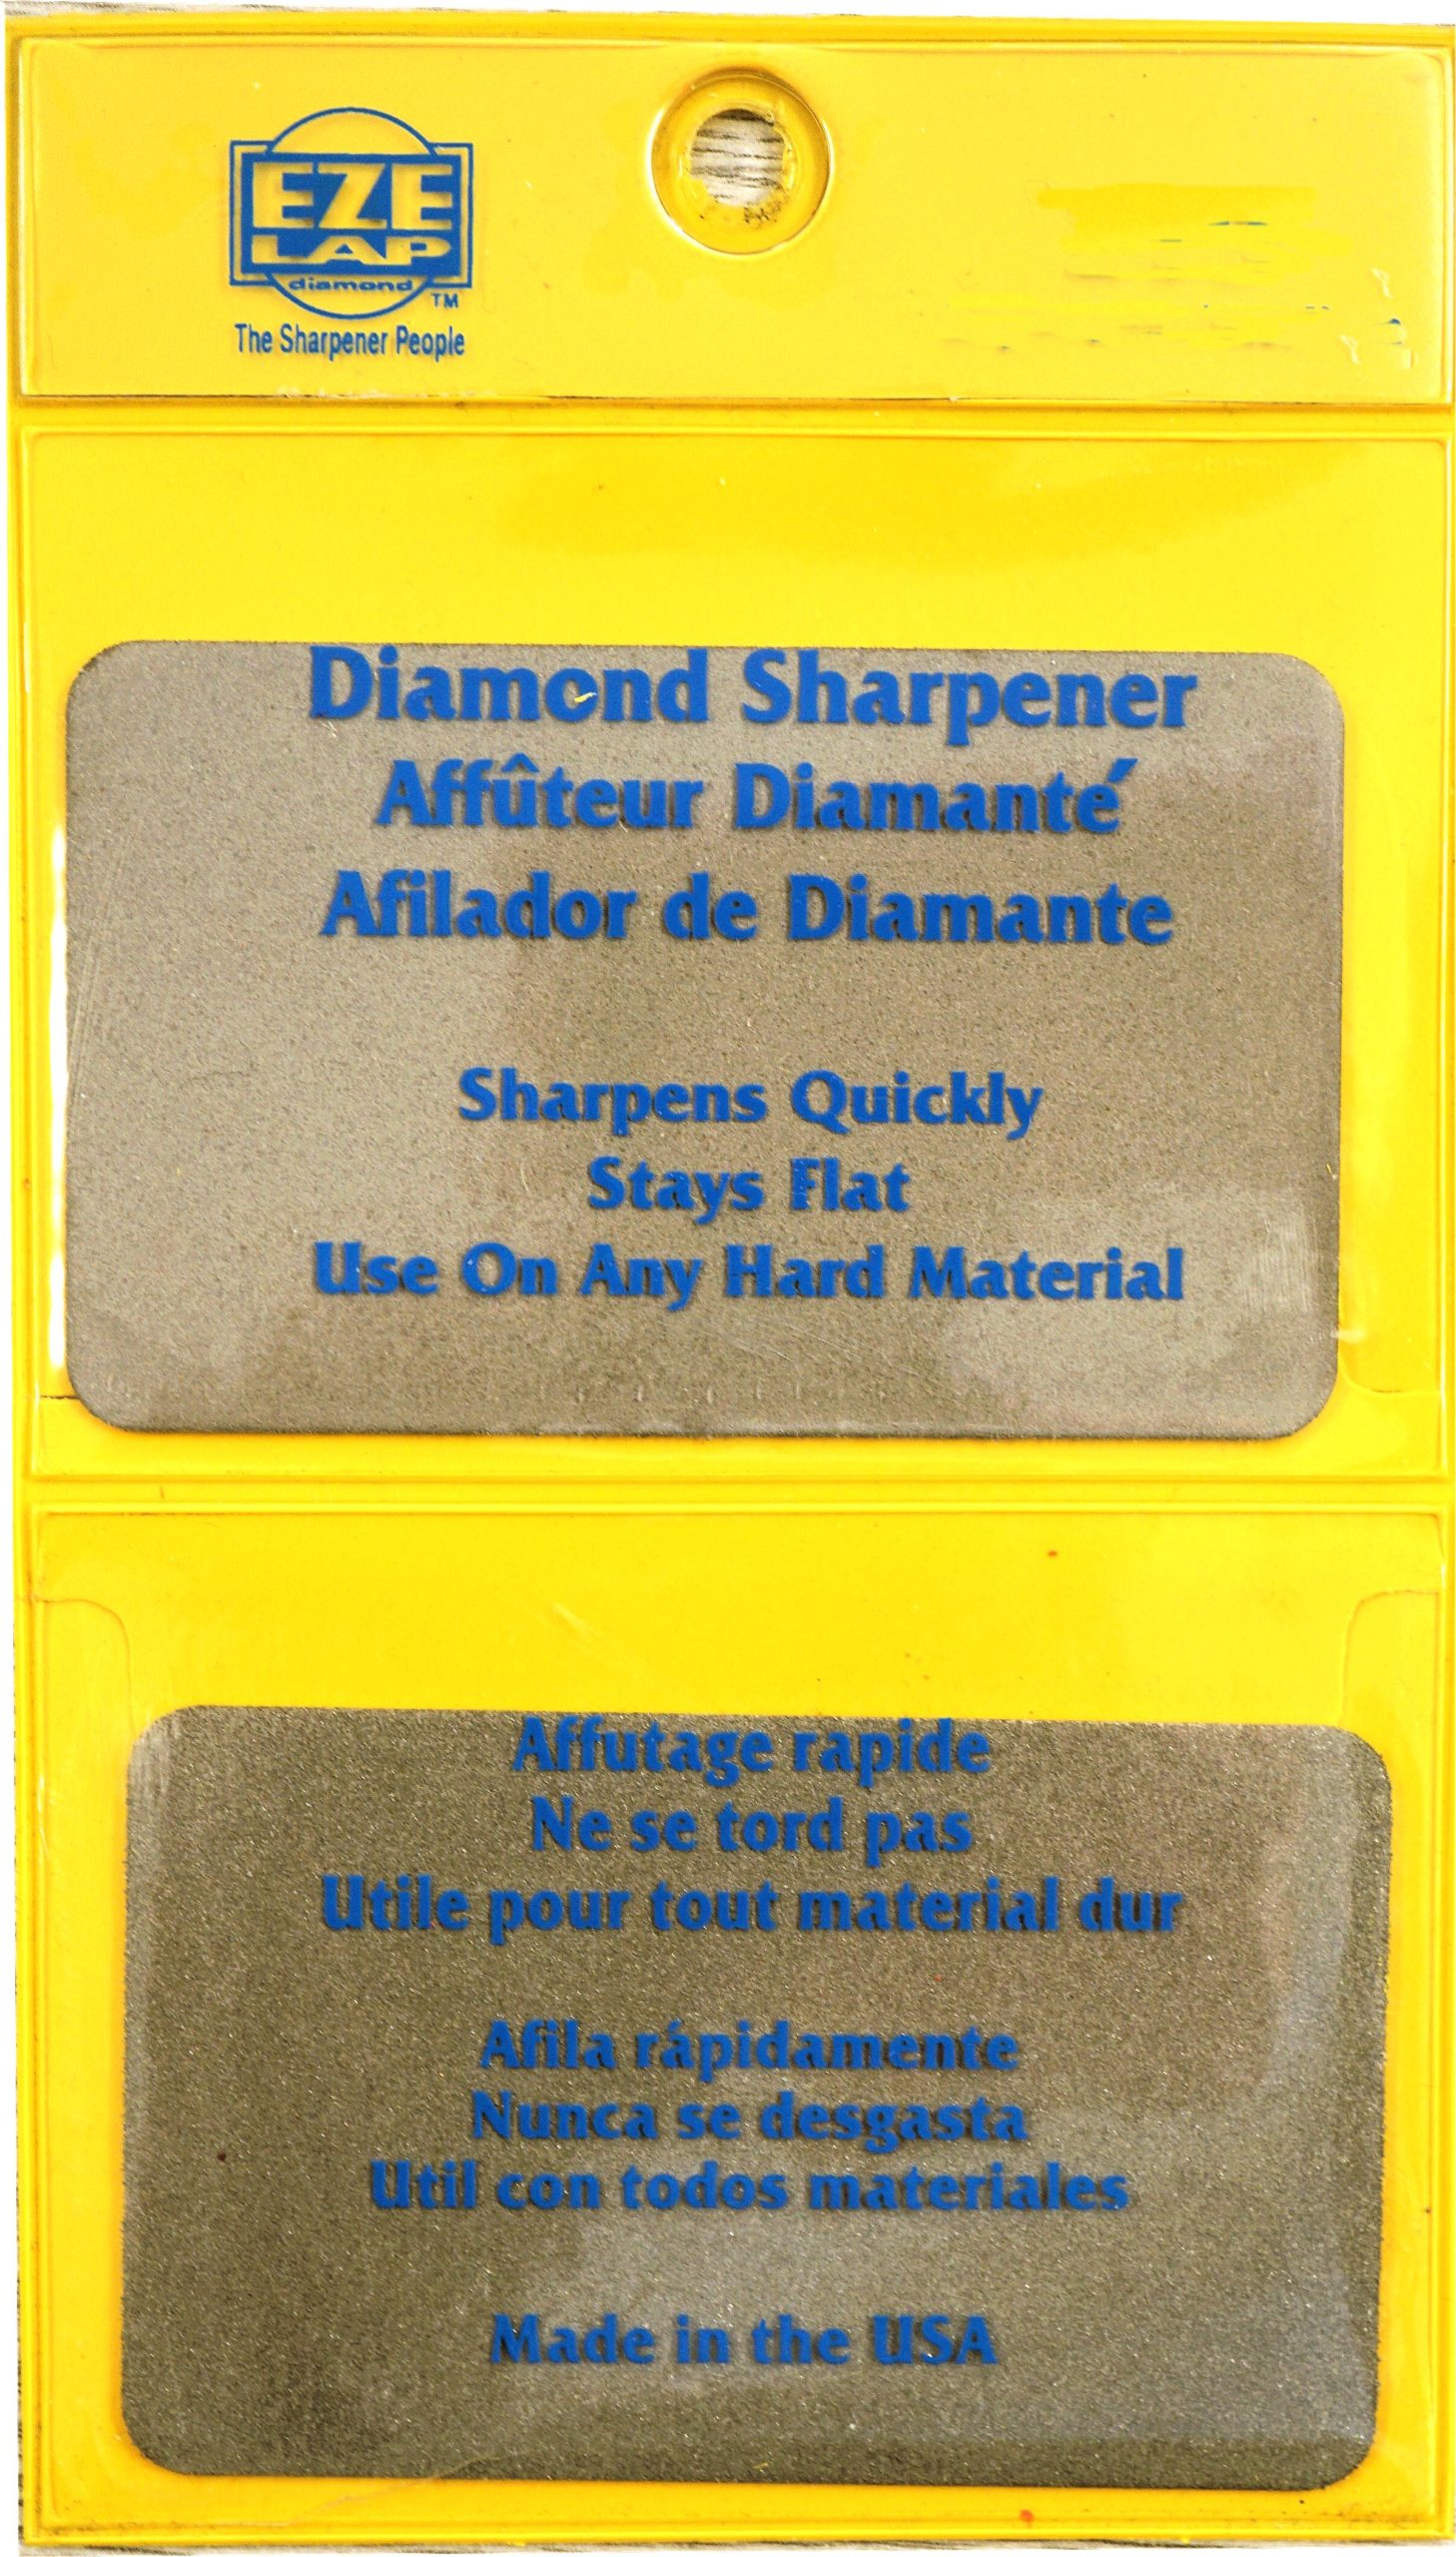 EZE
LAP
diamond
TM
The Sharpener People
Diamond Sharpener
Affûteur Diamanté
Afilador de Diamante
Sharpens Quickly
Stays Flat
Use On Any Hard Material
Affutage rapide
Ne se tord pas
Utile pour tout material dur
Afila rápidamente
Nunca se desgasta
Util con todos materiales
Made in the USA